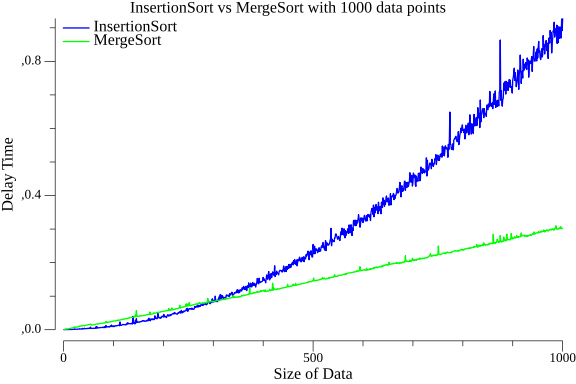 InsertionSort vs MergeSort with 1000 data points
InsertionSort
MergeSort
,0.8
,0.4
,0.0
Delay Time
0 500 1000
Size of Data